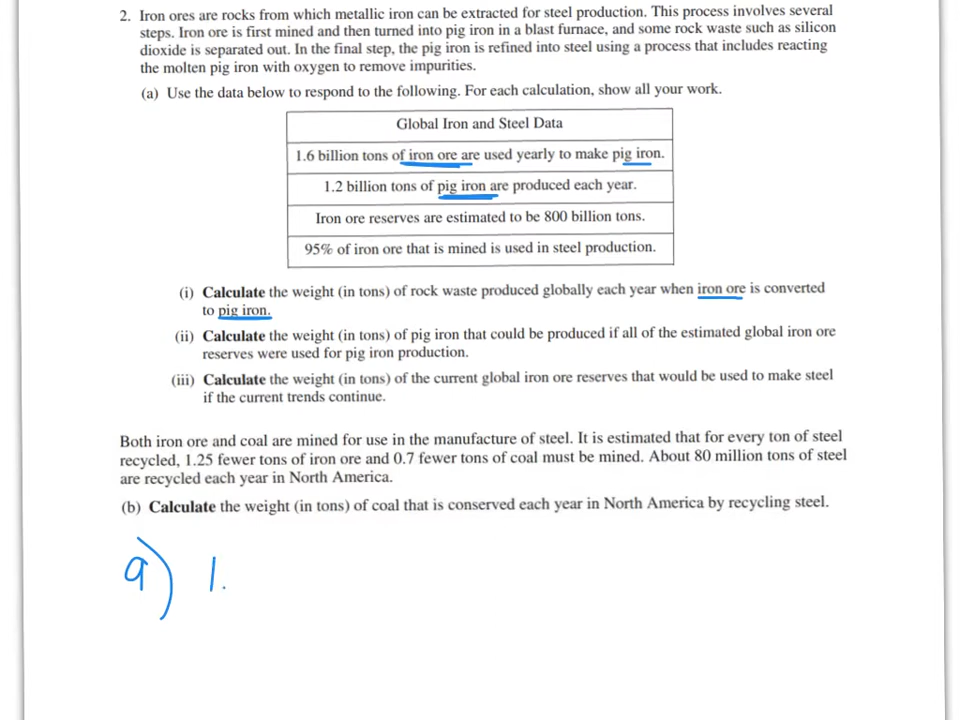 2. Iron ores are rocks from which metallic iron can be extracted for steel production. This process involves several
steps. Iron ore is first mined and then turned into pig iron in a blast furnace, and some rock waste such as silicon
dioxide is separated out. In the final step, the pig iron is refined into steel using a process that includes reacting
the molten pig iron with oxygen to remove impurities.
(a) Use the data below to respond to the following. For each calculation, show all your work.
Global Iron and Steel Data
1.6 billion tons of iron ore are used yearly to make pig iron.
1.2 billion tons of pig iron are produced each year.
Iron ore reserves are estimated to be 800 billion tons.
95% of iron ore that is mined is used in steel production.
(i) Calculate the weight (in tons) of rock waste produced globally each year when iron ore is converted
to pig iron.
(ii) Calculate the weight (in tons) of pig iron that could be produced if all of the estimated global iron ore
reserves were used for pig iron production.
(iii) Calculate the weight (in tons) of the current global iron ore reserves that would be used to make steel
if the current trends continue.
Both iron ore and coal are mined for use in the manufacture of steel. It is estimated that for every ton of steel
recycled, 1.25 fewer tons of iron ore and 0.7 fewer tons of coal must be mined. About 80 million tons of steel
are recycled each year in North America.
(b) Calculate the weight (in tons) of coal that is conserved each year in North America by recycling steel.
a) 1.